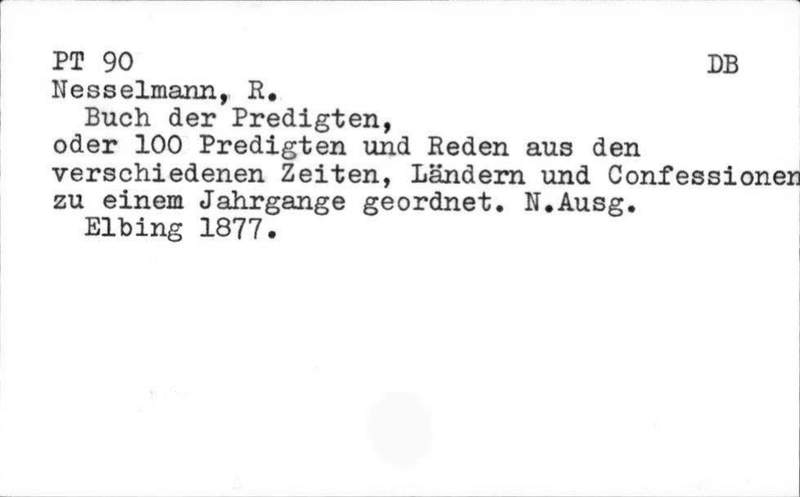 PT 90 DB
Nesselmann, R.
Buch der Predigten,
oder 100 Predigten und Reden aus den
verschiedenen Zeiten, Ländern und Confessionen
zu einem Jahrgange geordnet. N.Ausg.
Elbing 1877.